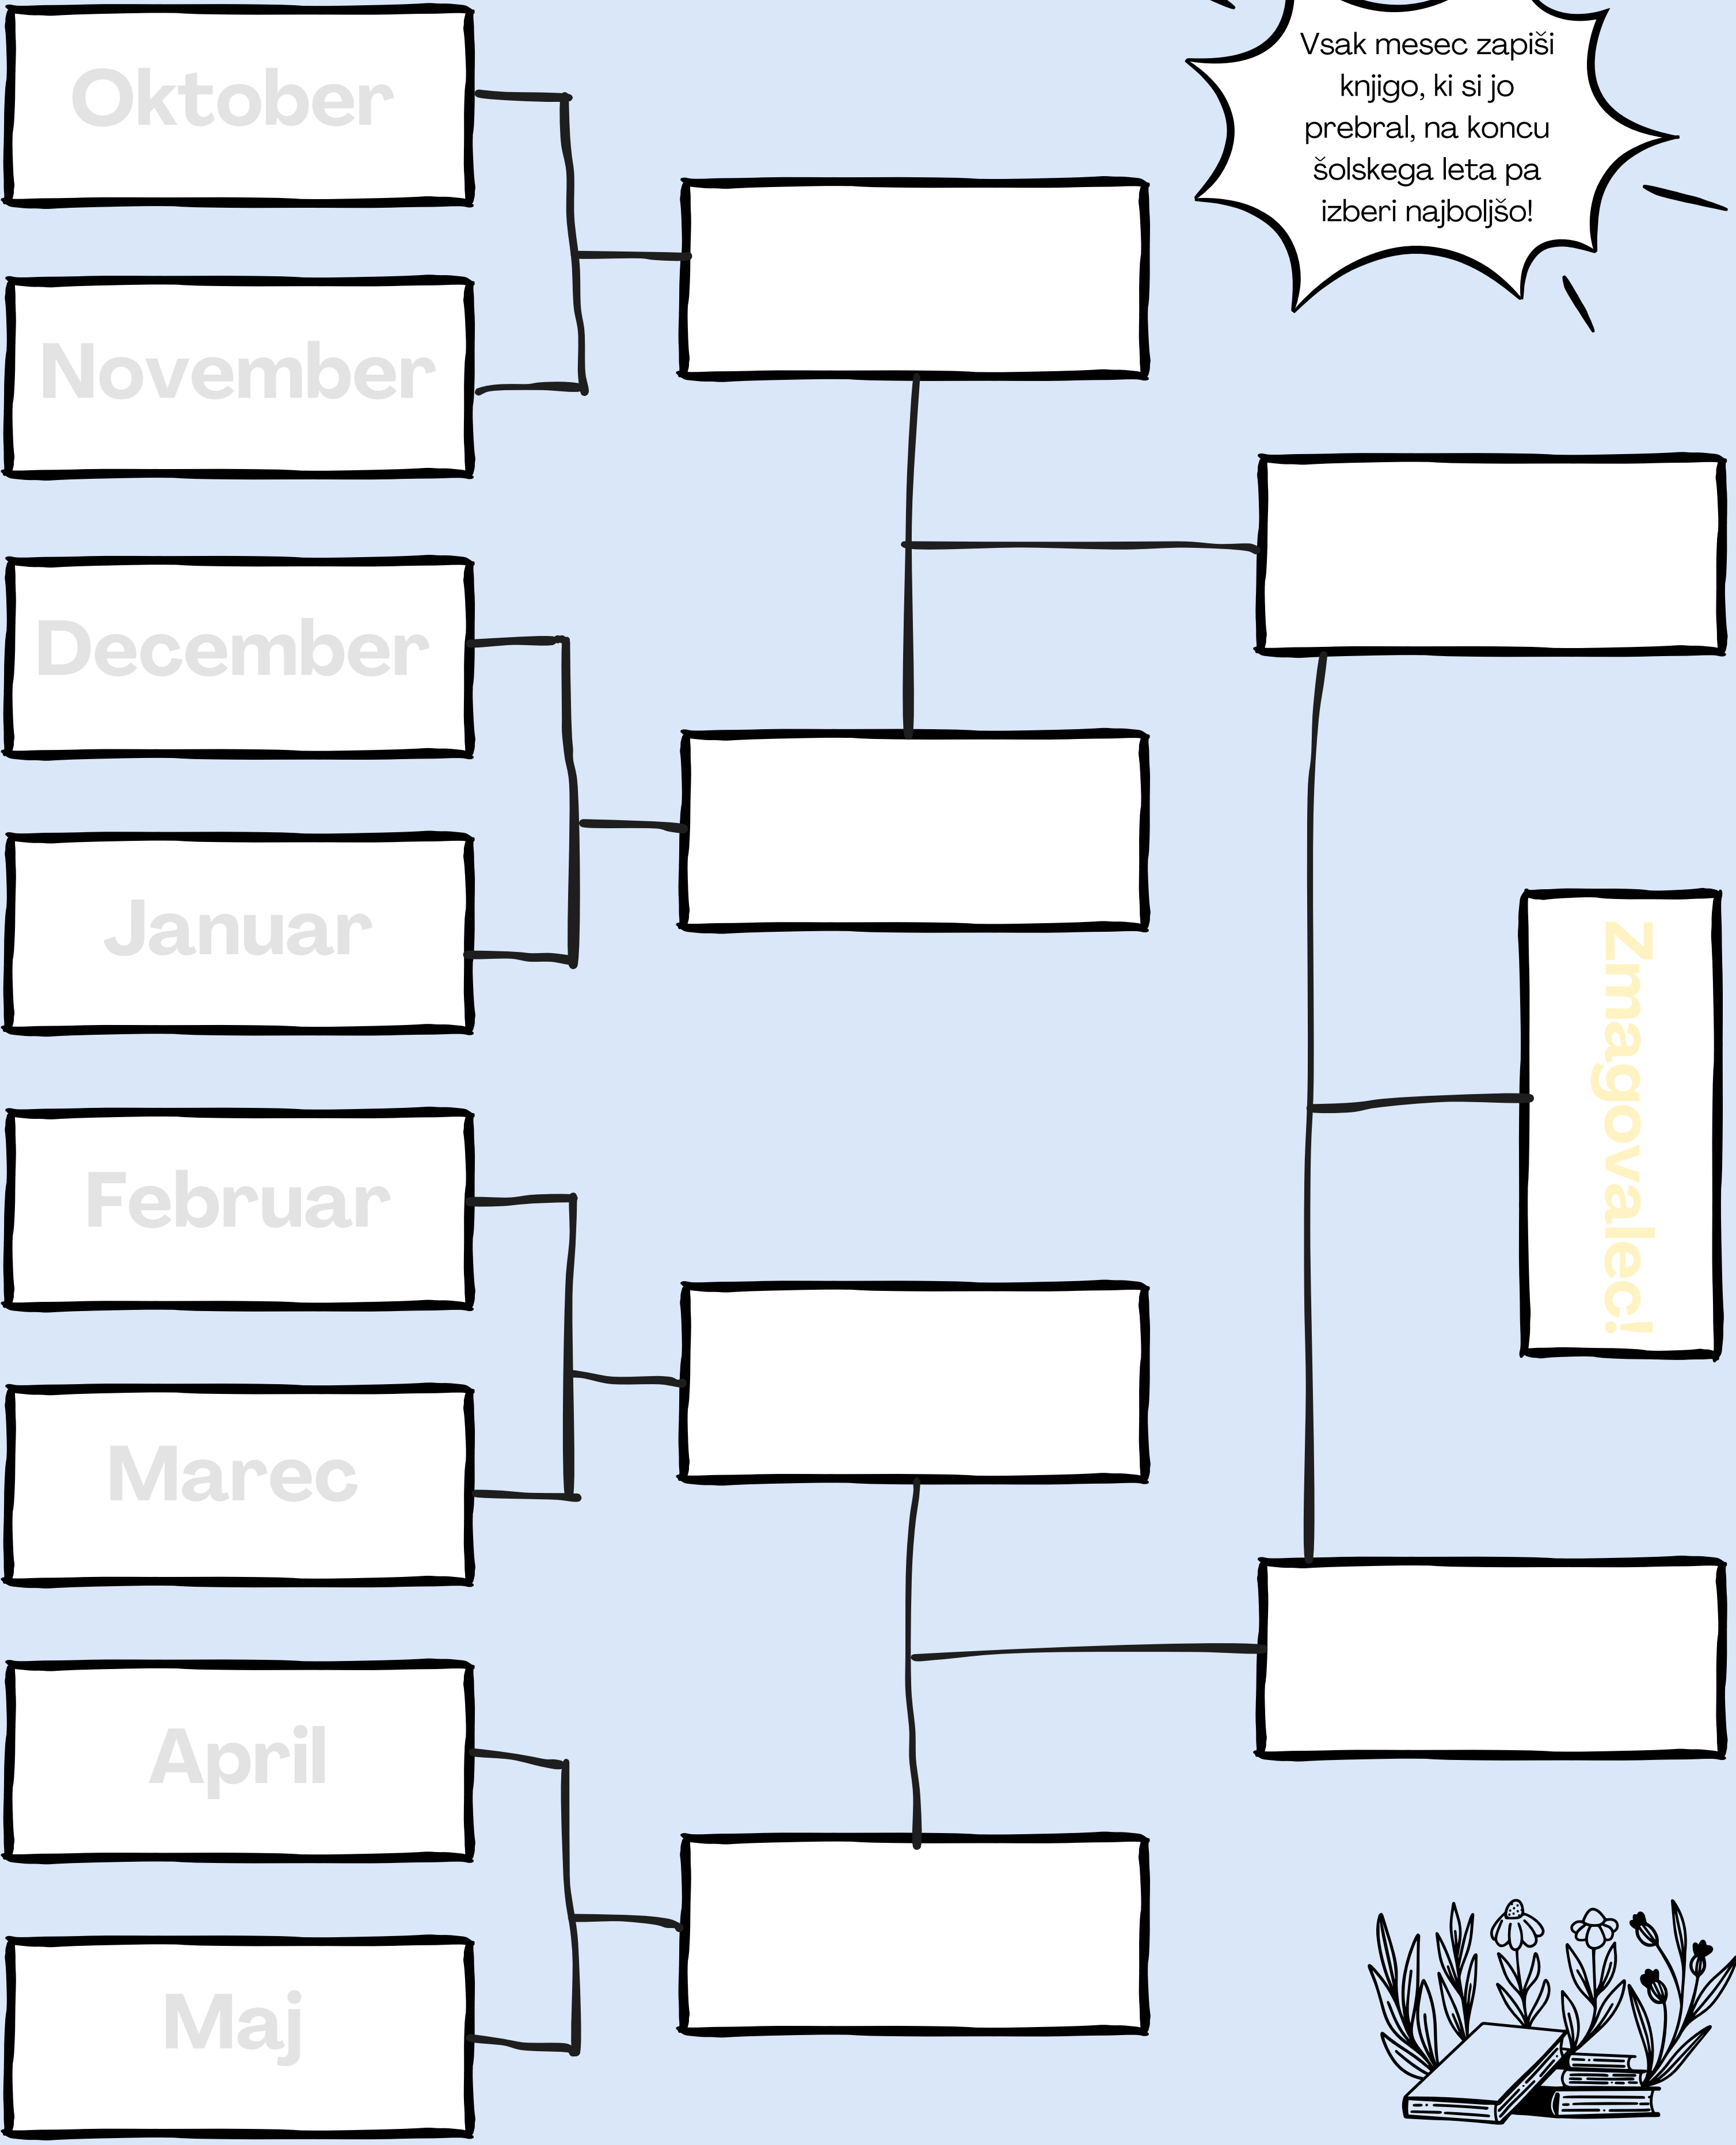 Vsak mesec zapiši
knjigo, ki si jo
prebral, na koncu
šolskega leta pa
izberi najboljšo!
Oktober
November
December
Januar
Februar
Marec
April
Maj
Zmagovalec!